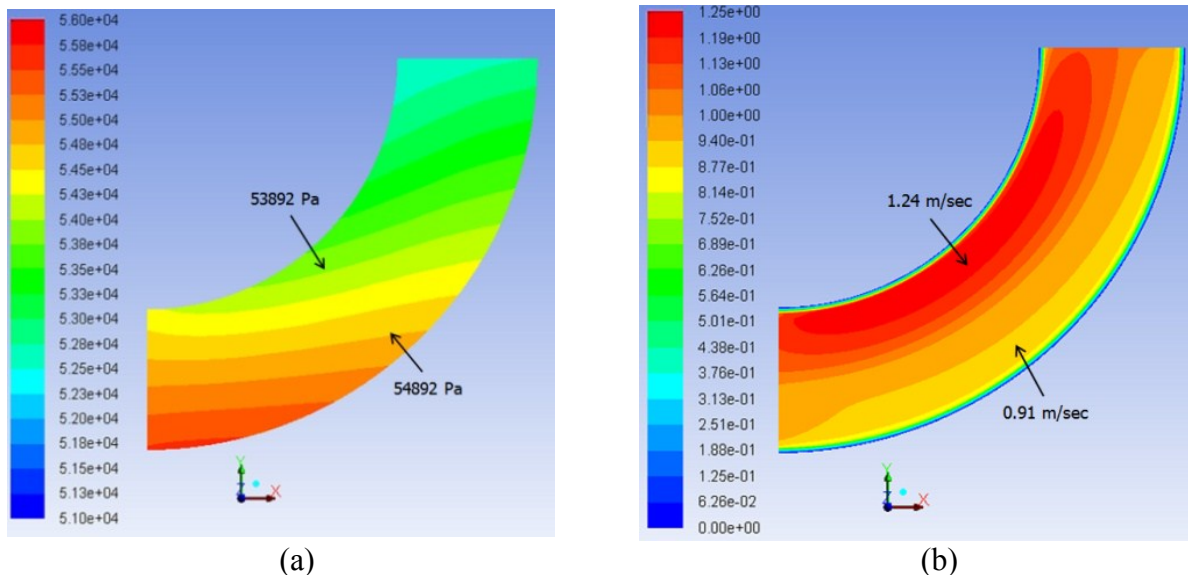 5.60e+04
5.58e+04
5.55e+04
5.53e+04
5.50e+04
5.48e+04
5.45e+04
5.43e+04
5.40e+04
5.38e+04
5.35e+04
5.33e+04
5.30e+04
5.28e+04
5.25e+04
5.23e+04
5.20e+04
5.18e+04
5.15e+04
5.13e+04
5.10e+04
53892 Pa
54892 Pa
Y
Z
X
(a)
1.25e+00
1.19e+00
1.13e+00
1.06e+00
1.00e+00
9.40e-01
8.77e-01
8.14e-01
7.52e-01
6.89e-01
6.26e-01
5.64e-01
5.01e-01
4.38e-01
3.76e-01
3.13e-01
2.51e-01
1.88e-01
1.25e-01
6.26e-02
0.00e+00
1.24 m/sec
0.91 m/sec
Y
Z
X
(b)